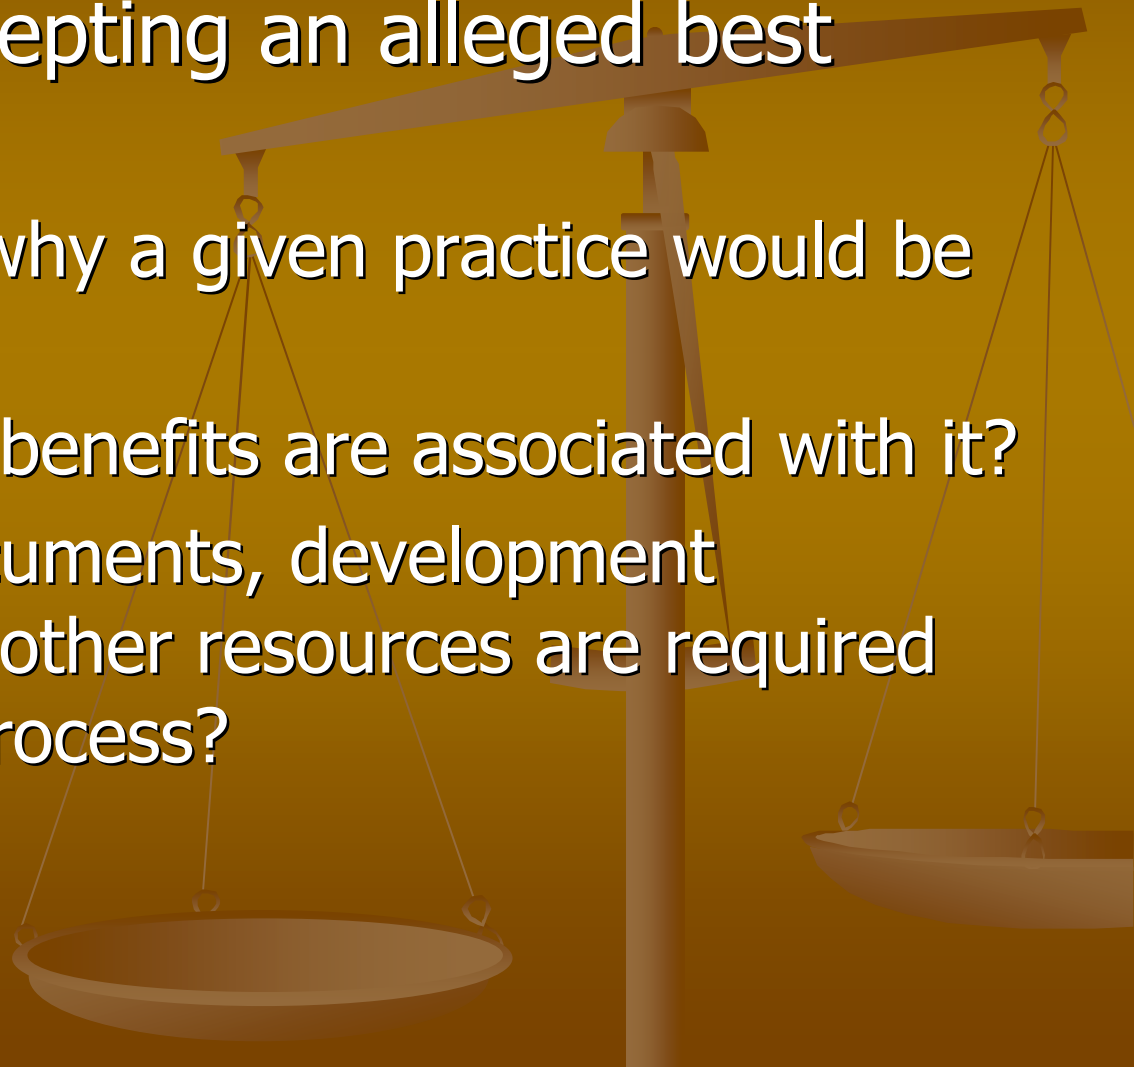 epting an alleged best
why a given practice would be
benefits are associated with it?
uments, development
other resources are required
rocess?